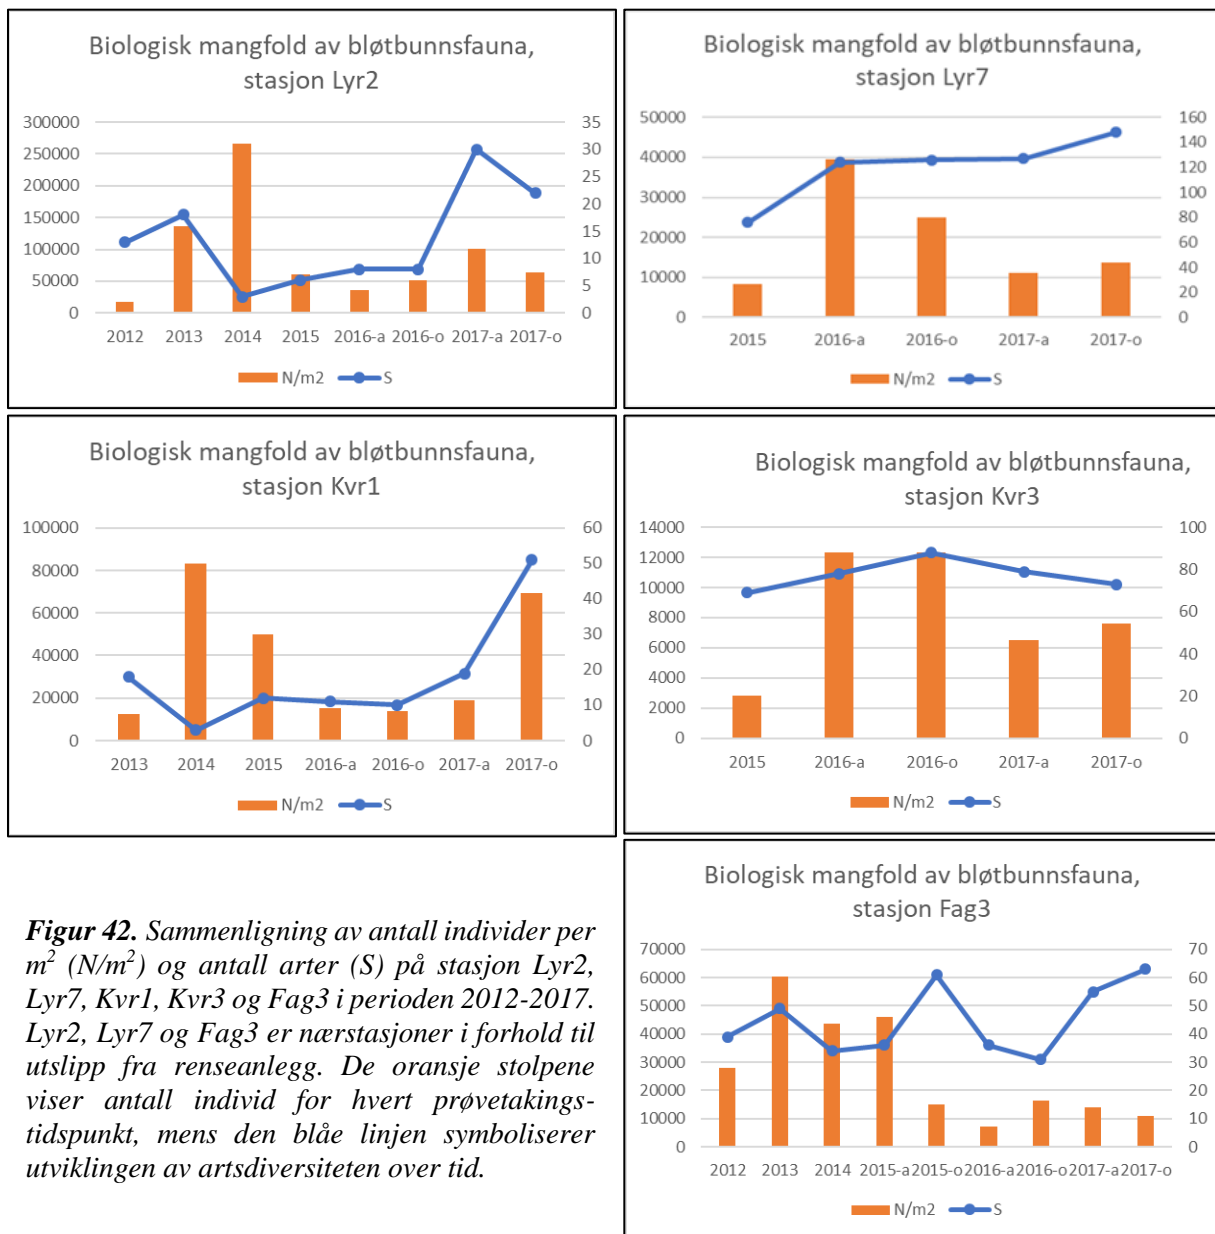 Biologisk mangfold av bløtbunnsfauna,
stasjon Lyr2
300000
250000
200000
150000
100000
50000
0
35
30
25
20
15
10
5
0
2012 2013 2014 2015 2016-a 2016-o 2017-a 2017-o
N/m2 S
Biologisk mangfold av bløtbunnsfauna,
stasjon Lyr7
50000
40000
30000
20000
10000
0
160
140
120
100
80
60
40
20
0
2015 2016-a 2016-o 2017-a 2017-o
N/m2 S
Biologisk mangfold av bløtbunnsfauna,
stasjon Kvr1
100000
80000
60000
40000
20000
0
60
50
40
30
20
10
0
2013 2014 2015 2016-a 2016-o 2017-a 2017-o
N/m2 S
Biologisk mangfold av bløtbunnsfauna,
stasjon Kvr3
14000
12000
10000
8000
6000
4000
2000
0
100
80
60
40
20
0
2015 2016-a 2016-o 2017-a 2017-o
N/m2 S
Figur 42. Sammenligning av antall individer per
m² (N/m²) og antall arter (S) på stasjon Lyr2,
Lyr7, Kvr1, Kvr3 og Fag3 i perioden 2012-2017.
Lyr2, Lyr7 og Fag3 er nærstasjoner i forhold til
utslipp fra renseanlegg. De oransje stolpene
viser antall individ for hvert prøvetakings-
tidspunkt, mens den blåe linjen symboliserer
utviklingen av artsdiversiteten over tid.
Biologisk mangfold av bløtbunnsfauna,
stasjon Fag3
70000
60000
50000
40000
30000
20000
10000
0
70
60
50
40
30
20
10
0
2012 2013 2014 2015-a 2015-o 2016-a 2016-o 2017-a 2017-o
N/m2 S